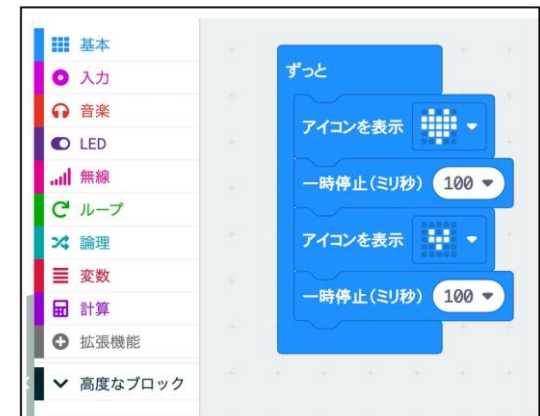 基本
入力
音楽
LED
無線
ループ
論理
変数
計算
拡張機能
高度なブロック
ずっと
アイコンを表示
一時停止(ミリ秒) 100
アイコンを表示
一時停止(ミリ秒) 100